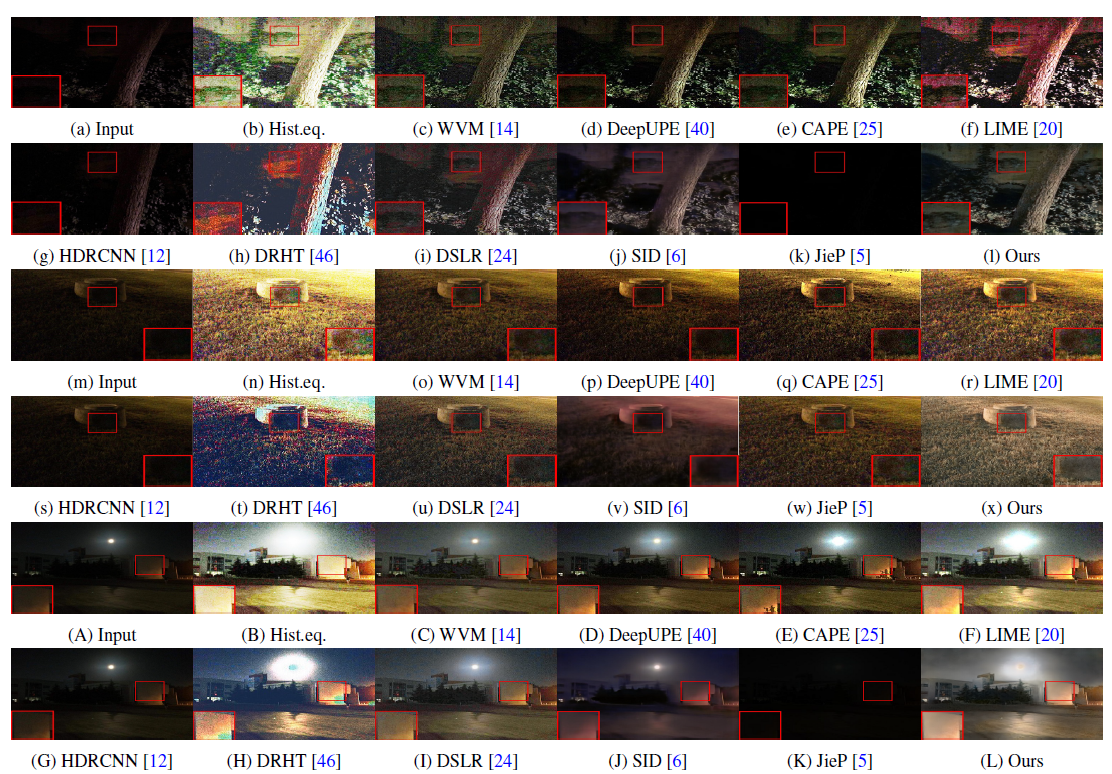 (a) Input (b) Hist.eq. (c) WVM [14] (d) DeepUPE [40] (e) CAPE [25] (f) LIME [20]
(g) HDRCNN [12] (h) DRHT [46] (i) DSLR [24] (j) SID [6] (k) JieP [5] (l) Ours
(m) Input (n) Hist.eq. (o) WVM [14] (p) DeepUPE [40] (q) CAPE [25] (r) LIME [20]
(s) HDRCNN [12] (t) DRHT [46] (u) DSLR [24] (v) SID [6] (w) JieP [5] (x) Ours
(A) Input (B) Hist.eq. (C) WVM [14] (D) DeepUPE [40] (E) CAPE [25] (F) LIME [20]
(G) HDRCNN [12] (H) DRHT [46] (I) DSLR [24] (J) SID [6] (K) JieP [5] (L) Ours